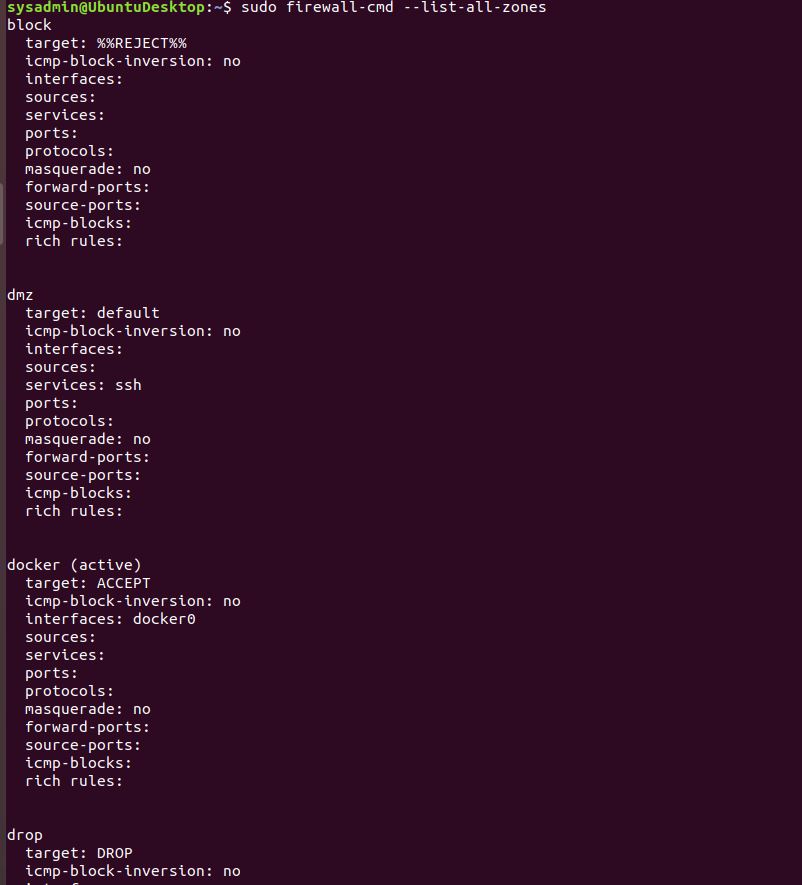 sysadmin@UbuntuDesktop:~$ sudo firewall-cmd --list-all-zones
block
  target: %%REJECT%%
  icmp-block-inversion: no
  interfaces:
  sources:
  services:
  ports:
  protocols:
  masquerade: no
  forward-ports:
  source-ports:
  icmp-blocks:
  rich rules:
dmz
  target: default
  icmp-block-inversion: no
  interfaces:
  sources:
  services: ssh
  ports:
  protocols:
  masquerade: no
  forward-ports:
  source-ports:
  icmp-blocks:
  rich rules:
docker (active)
  target: ACCEPT
  icmp-block-inversion: no
  interfaces: docker0
  sources:
  services:
  ports:
  protocols:
  masquerade: no
  forward-ports:
  source-ports:
  icmp-blocks:
  rich rules:
drop
  target: DROP
  icmp-block-inversion: no